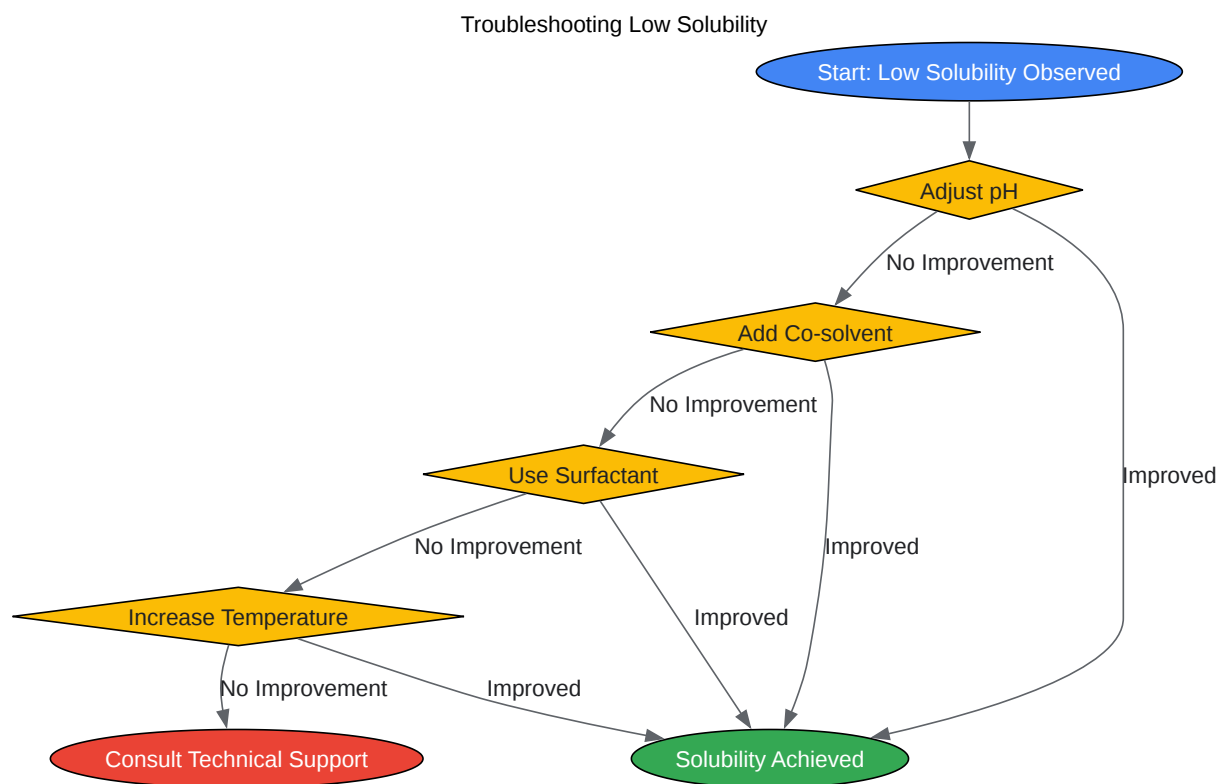 Troubleshooting Low Solubility
Start: Low Solubility Observed
Adjust pH
No Improvement
Add Co-solvent
No Improvement
Use Surfactant
Improved
No Improvement
Improved
Increase Temperature
Improved
No Improvement
Improved
Consult Technical Support
Solubility Achieved